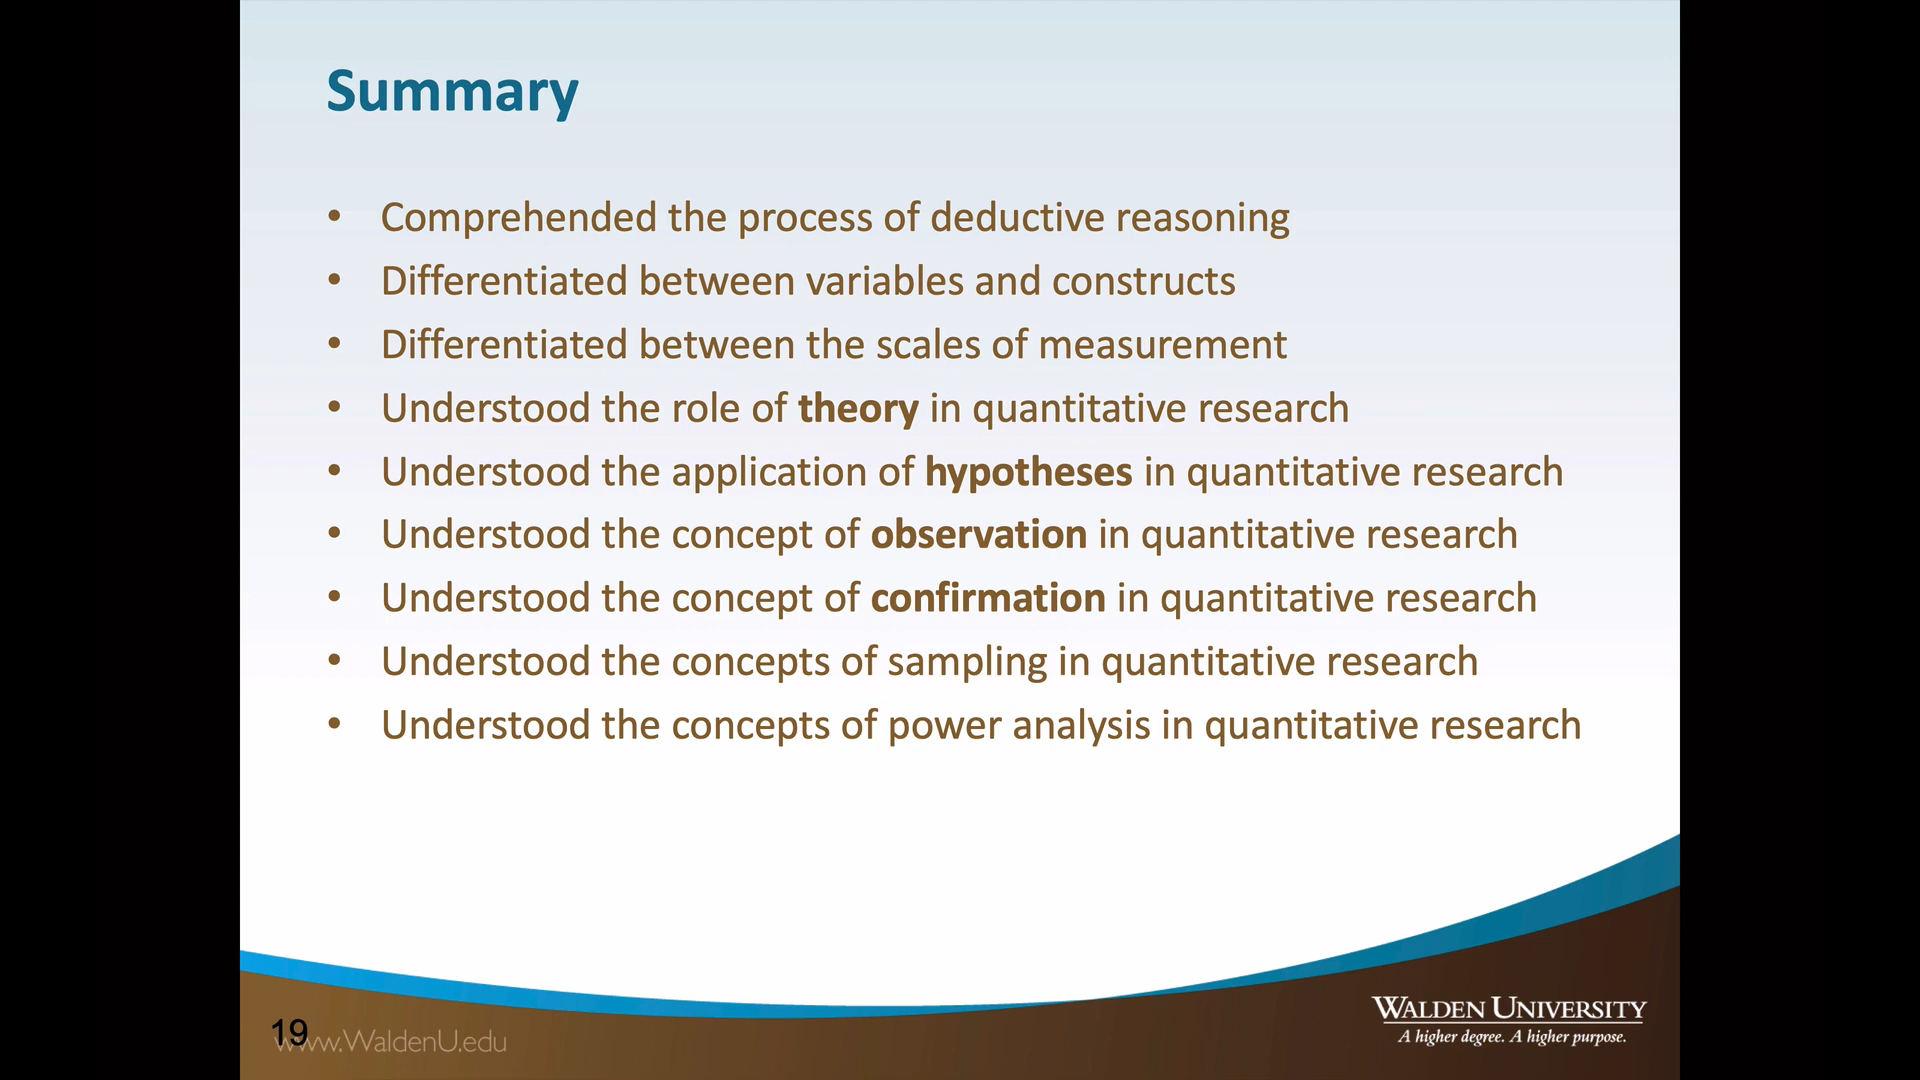 Summary
• Comprehended the process of deductive reasoning
• Differentiated between variables and constructs
• Differentiated between the scales of measurement
• Understood the role of theory in quantitative research
• Understood the application of hypotheses in quantitative research
• Understood the concept of observation in quantitative research
• Understood the concept of confirmation in quantitative research
• Understood the concepts of sampling in quantitative research
• Understood the concepts of power analysis in quantitative research
19
www.WaldenU.edu
WALDEN UNIVERSITY
A higher degree. A higher purpose.